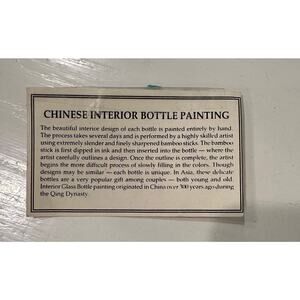 CHINESE INTERIOR BOTTLE PAINTING
The beautiful interior design of each bottle is painted entirely by hand.
The process takes several days and is performed by a highly skilled artist
using extremely slender and finely sharpened bamboo sticks. The bamboo
stick is first dipped in ink and then inserted into the bottle — where the
artist carefully outlines a design. Once the outline is complete, the artist
begins the more difficult process of slowly filling in the colors. Though
designs may be similar — each bottle is unique. In Asia, these delicate
bottles are a very popular gift among couples — both young and old.
Interior Glass Bottle painting originated in China over 300 years ago during
the Qing Dynasty.